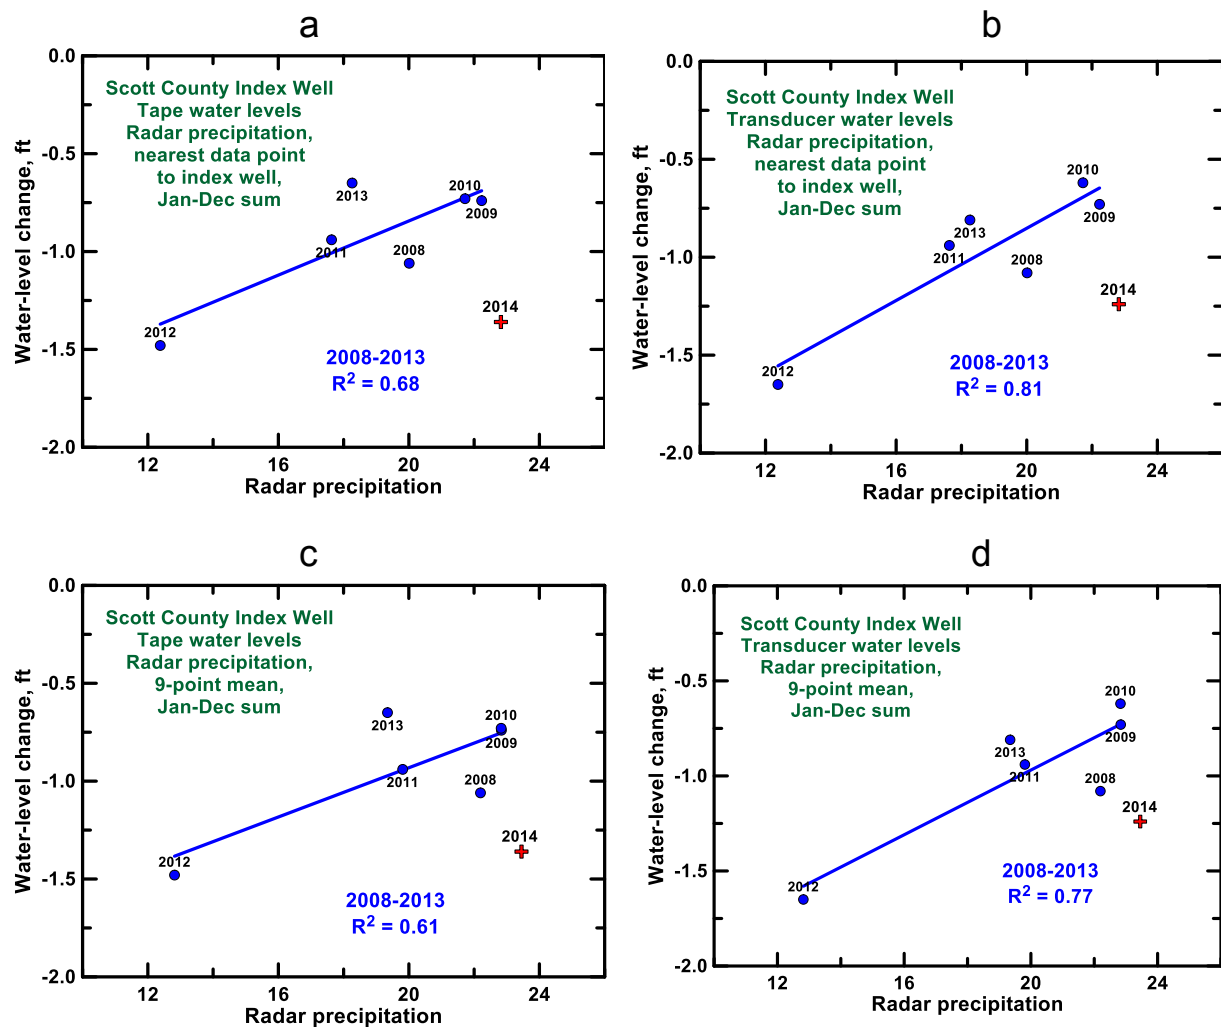 a
0.0
-0.5
-1.0
-1.5
-2.0
Water-level change, ft
Scott County Index Well
Tape water levels
Radar precipitation,
nearest data point
to index well,
Jan-Dec sum
2013
2010
2009
2011
2008
2014
2012
2008-2013
R² = 0.68
12 16 20 24
Radar precipitation
b
0.0
-0.5
-1.0
-1.5
-2.0
Water-level change, ft
Scott County Index Well
Transducer water levels
Radar precipitation,
nearest data point
to index well,
Jan-Dec sum
2010
2009
2013
2011
2008
2014
2012
2008-2013
R² = 0.81
12 16 20 24
Radar precipitation
c
0.0
-0.5
-1.0
-1.5
-2.0
Water-level change, ft
Scott County Index Well
Tape water levels
Radar precipitation,
9-point mean,
Jan-Dec sum
2013
2010
2009
2011
2008
2014
2012
2008-2013
R² = 0.61
12 16 20 24
Radar precipitation
d
0.0
-0.5
-1.0
-1.5
-2.0
Water-level change, ft
Scott County Index Well
Transducer water levels
Radar precipitation,
9-point mean,
Jan-Dec sum
2010
2009
2013
2011
2008
2014
2012
2008-2013
R² = 0.77
12 16 20 24
Radar precipitation